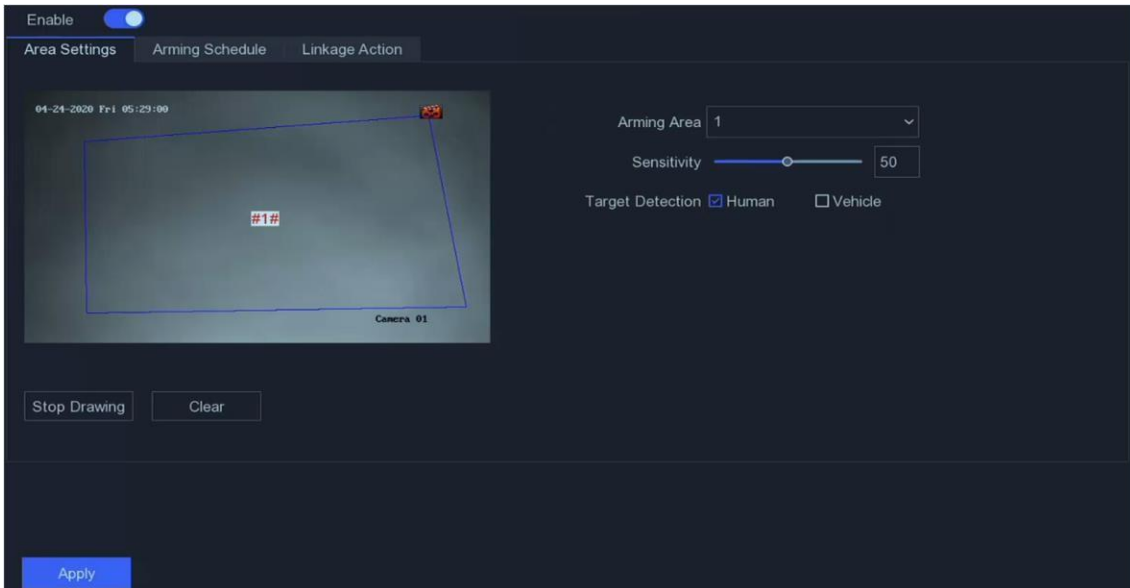 Enable
Area Settings Arming Schedule Linkage Action
04-24-2020 Fri 05:29:00
#1#
Camera 01
Arming Area 1
Sensitivity 50
Target Detection Human Vehicle
Stop Drawing Clear
Apply